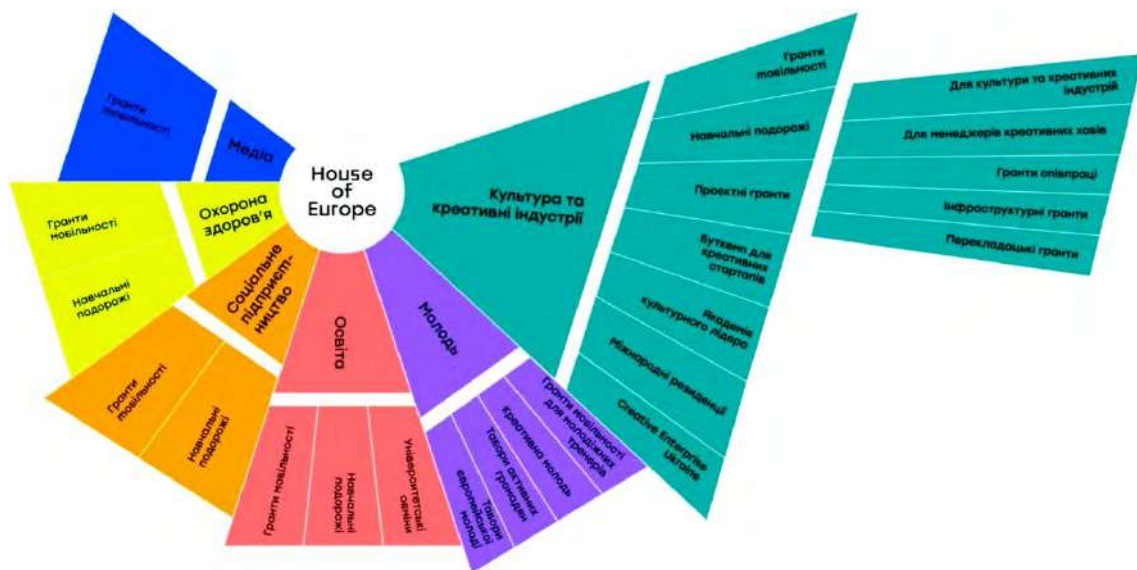 House
of
Europe
Медіа
Гранти
мобільності
Охорона
здоров'я
Гранти
мобільності
Навчальні
подорожі
Соціальне
підприєм-
ництво
Гранти
мобільності
Навчальні
подорожі
Освіта
Гранти мобільності
Навчальні
подорожі
Університетські
обміни
Молодь
Табори
європейської
молоді
Табори активних
громадян
Креативна молодь
Гранти мобільності
для молодіжних
тренерів
Культура та
креативні індустрії
Гранти
мобільності
Навчальні подорожі
Проєктні гранти
Буткемп для
креативних
стартапів
Академія
культурного лідера
Міжнародні резиденції
Creative Enterprise
Ukraine
Для культури та креативних
індустрій
Для менеджерів креативних хабів
Гранти співпраці
Інфраструктурні гранти
Перекладацькі гранти